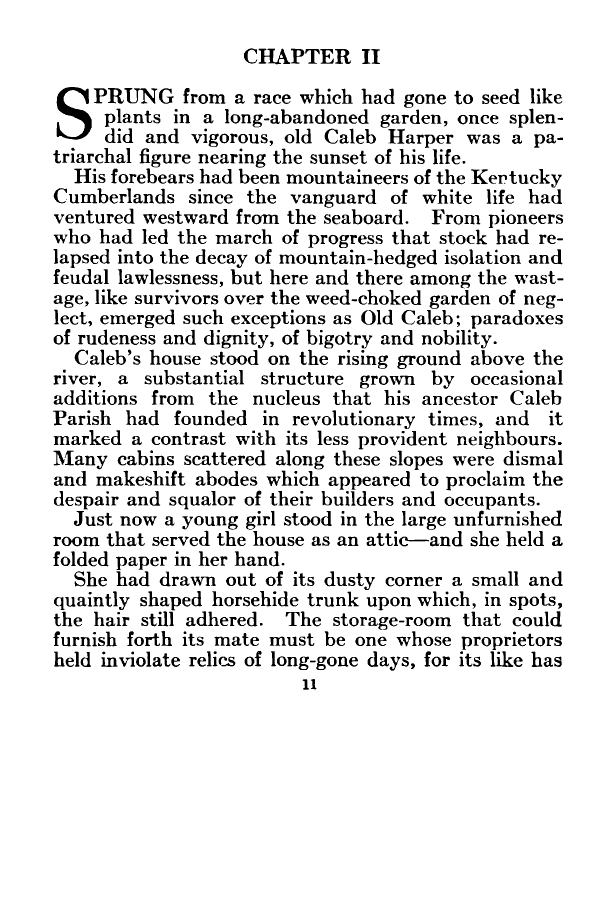 CHAPTER II
SPRUNG from a race which had gone to seed like
plants in a long-abandoned garden, once splen-
did and vigorous, old Caleb Harper was a pa-
triarchal figure nearing the sunset of his life.
His forebears had been mountaineers of the Kentucky
Cumberlands since the vanguard of white life had
ventured westward from the seaboard. From pioneers
who had led the march of progress that stock had re-
lapsed into the decay of mountain-hedged isolation and
feudal lawlessness, but here and there among the wast-
age, like survivors over the weed-choked garden of neg-
lect, emerged such exceptions as Old Caleb; paradoxes
of rudeness and dignity, of bigotry and nobility.
Caleb's house stood on the rising ground above the
river, a substantial structure grown by occasional
additions from the nucleus that his ancestor Caleb
Parish had founded in revolutionary times, and it
marked a contrast with its less provident neighbours.
Many cabins scattered along these slopes were dismal
and makeshift abodes which appeared to proclaim the
despair and squalor of their builders and occupants.
Just now a young girl stood in the large unfurnished
room that served the house as an attic—and she held a
folded paper in her hand.
She had drawn out of its dusty corner a small and
quaintly shaped horsehide trunk upon which, in spots,
the hair still adhered. The storage-room that could
furnish forth its mate must be one whose proprietors
held inviolate relics of long-gone days, for its like has
11